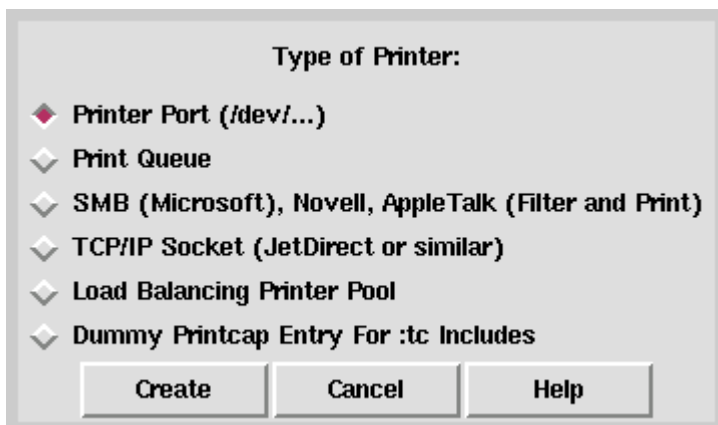 Type of Printer:
Printer Port (/dev/...)
Print Queue
SMB (Microsoft), Novell, AppleTalk (Filter and Print)
TCP/IP Socket (JetDirect or similar)
Load Balancing Printer Pool
Dummy Printcap Entry For :tc Includes
Create Cancel Help